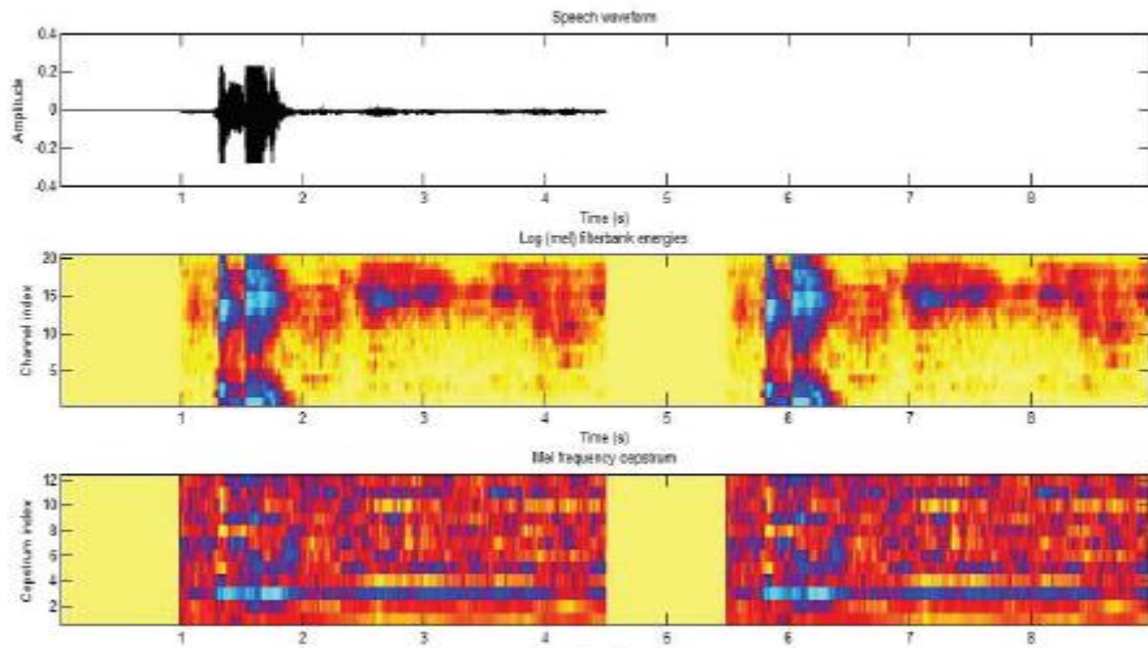 Speech waveform
0.4
0.2
0
-0.2
-0.4
Amplitude
1 2 3 4 5 6 7 8
Time (s)
Log (mel) filterbank energies
20
15
10
5
Channel index
1 2 3 4 5 6 7 8
Time (s)
Mel frequency cepstrum
12
10
8
6
4
2
Cepstrum index
1 2 3 4 5 6 7 8